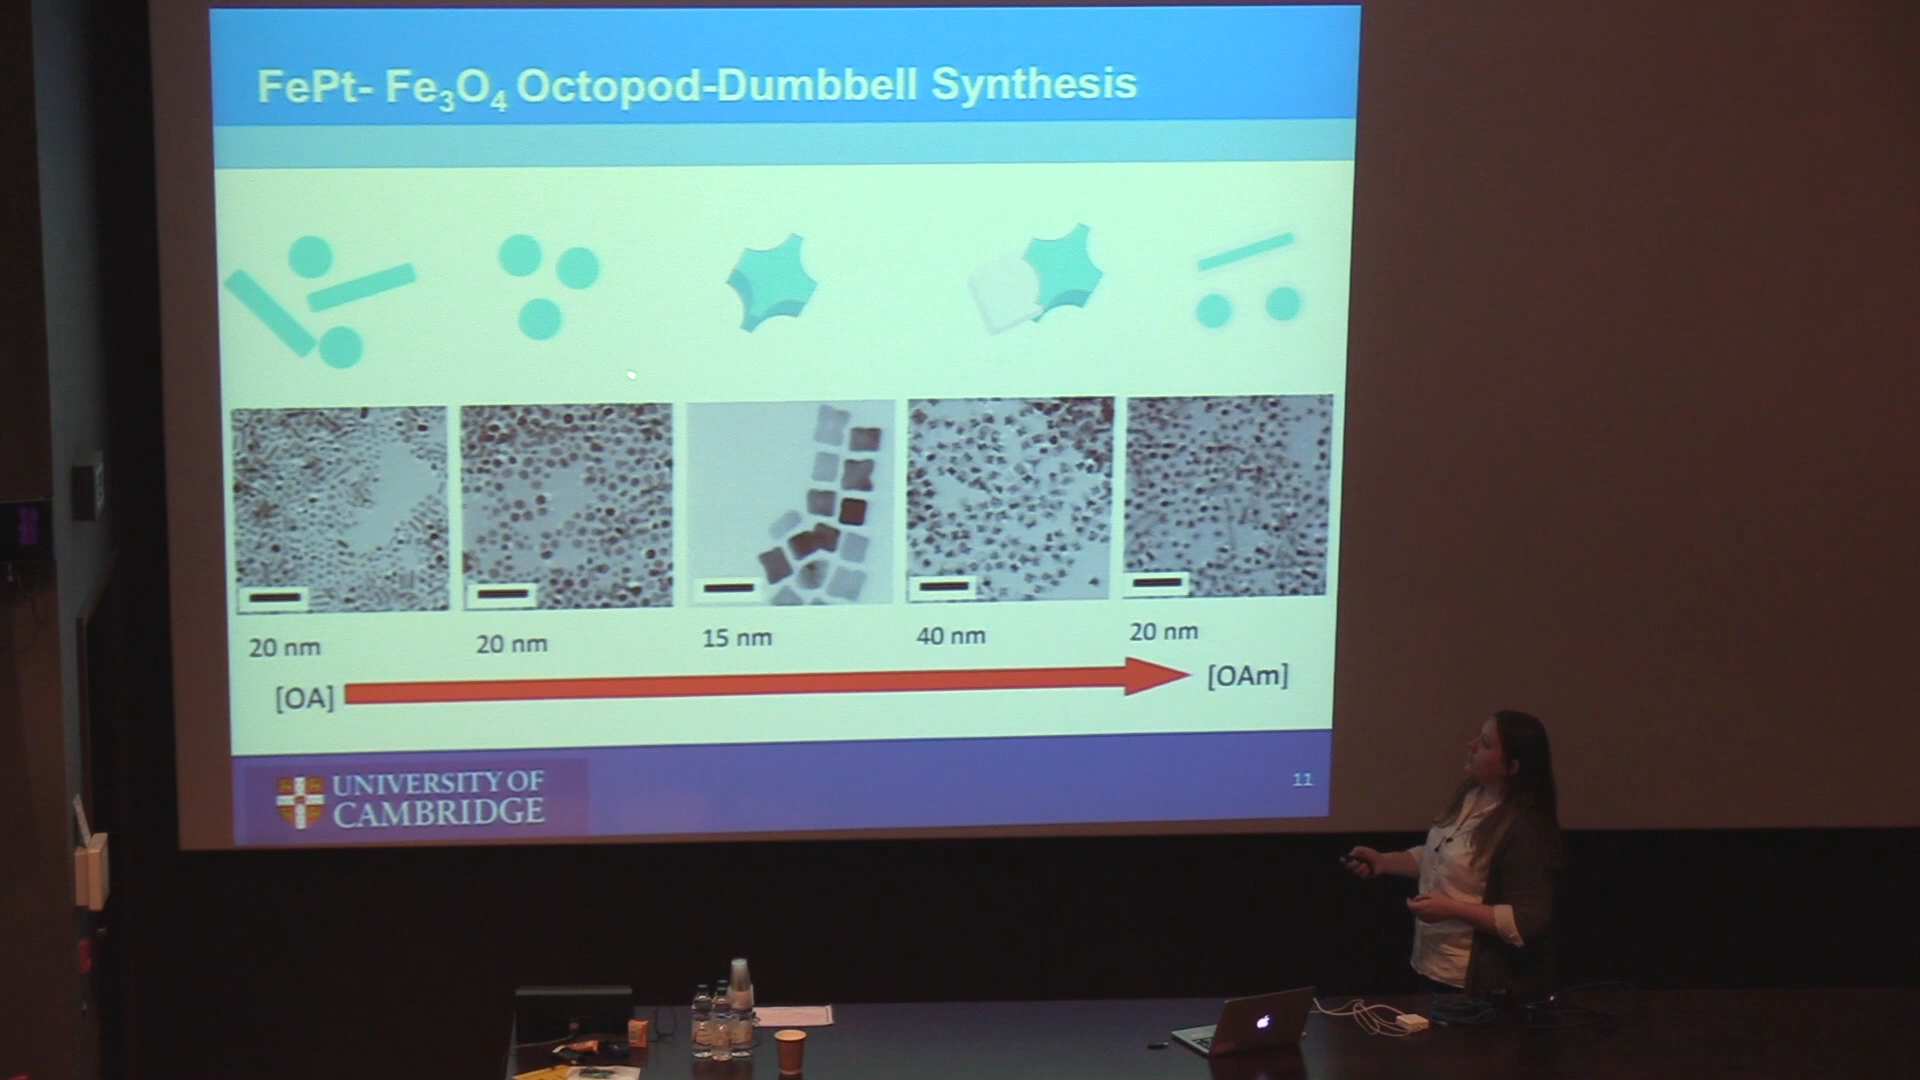 FePt- Fe₃O₄ Octopod-Dumbbell Synthesis
20 nm
20 nm
15 nm
40 nm
20 nm
[OA]
[OAm]
UNIVERSITY OF
CAMBRIDGE
11